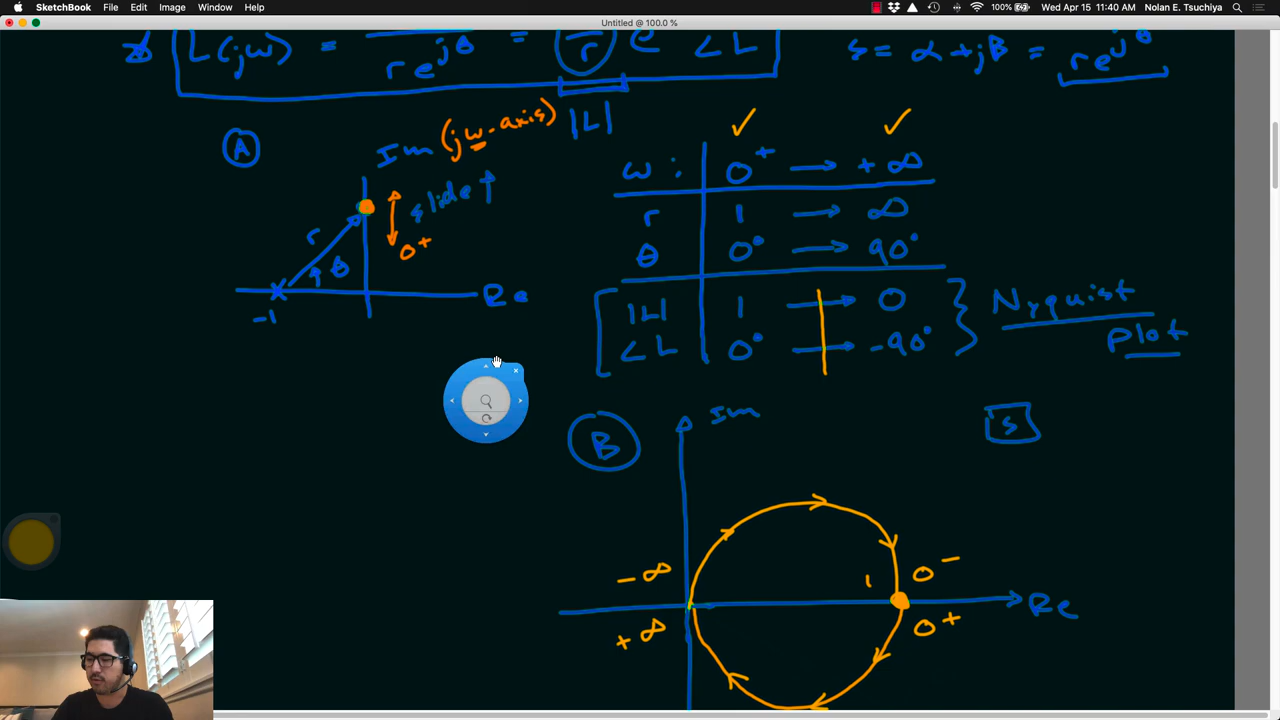 SketchBook File Edit Image Window Help 100% Wed Apr 15 11:40 AM Nolan E. Tsuchiya
Untitled @ 100.0 %
L(jω) = / re^jθ = 1/r e ∠L
s = α + jβ = re^jθ
|L|
A
Im (jω-axis)
slide ↑
0+
r
θ
-1
Re
ω : 0+ → +∞
r 1 → ∞
θ 0° → 90°
|L| 1 → 0
∠L 0° → -90°
Nyquist
Plot
B
Im
S
-∞
+∞
1
0-
0+
Re